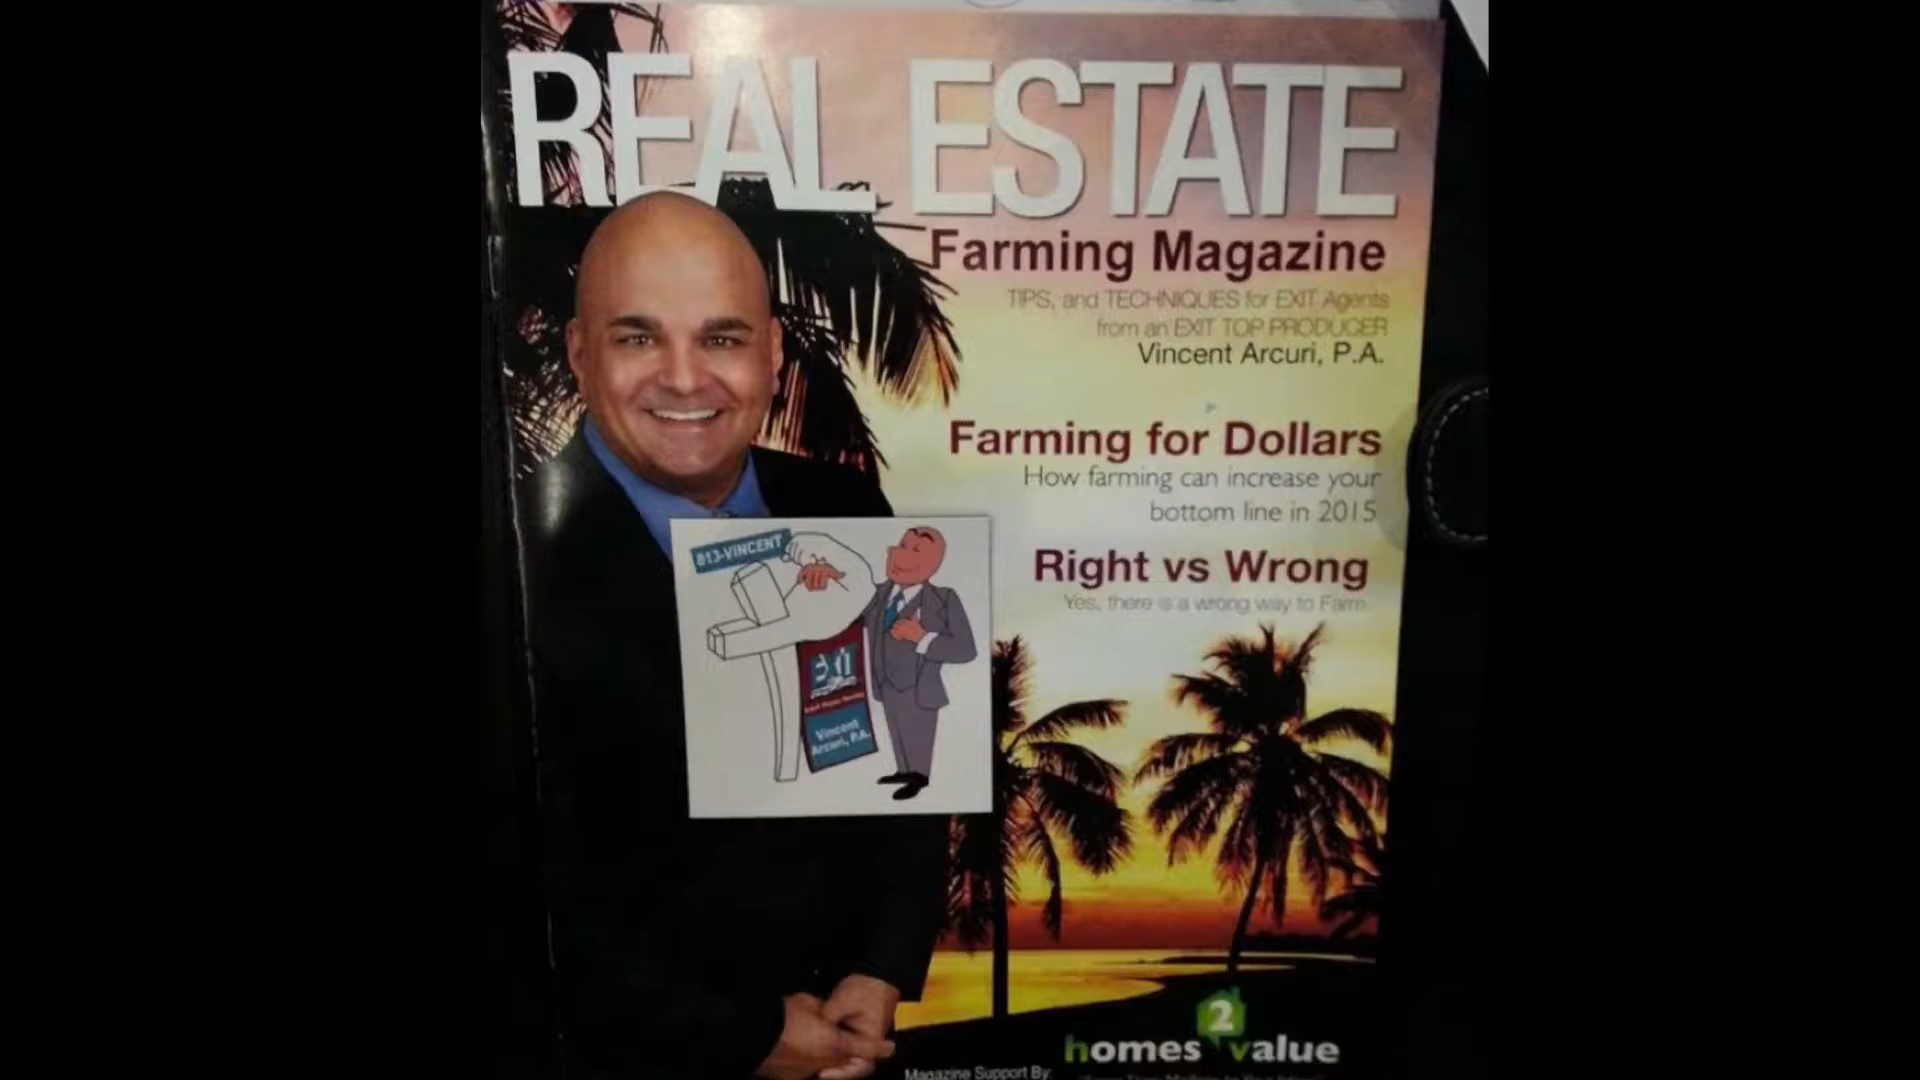 REAL ESTATE
Farming Magazine
TIPS, and TECHNIQUES for EXIT Agents
from an EXIT TOP PRODUCER
Vincent Arcuri, P.A.
Farming for Dollars
How farming can increase your
bottom line in 2015
Right vs Wrong
Yes, there is a wrong way to Farm
813-VINCENT
EXIT
Vincent
Arcuri, P.A.
homes 2 value
Magazine Support By: